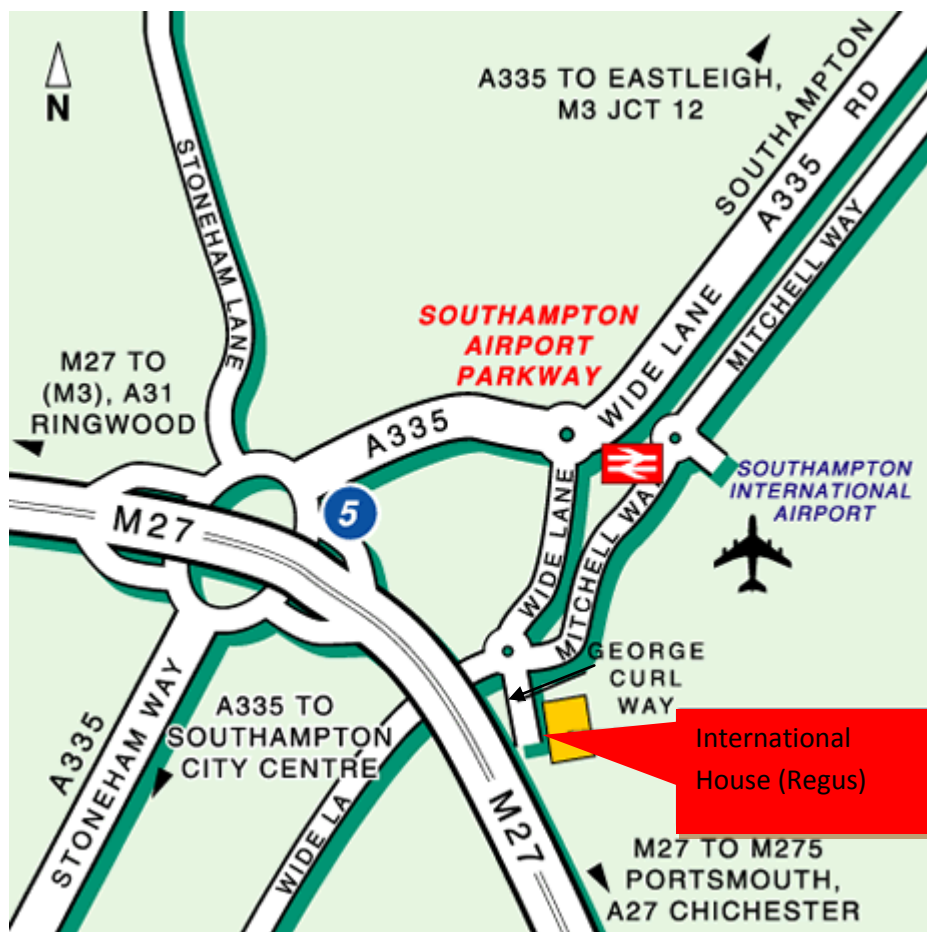 N
A335 TO EASTLEIGH,
M3 JCT 12
SOUTHAMPTON
RD
A335
STONEHAM LANE
MITCHELL WAY
WIDE LANE
SOUTHAMPTON
AIRPORT
PARKWAY
M27 TO
(M3), A31
RINGWOOD
A335
SOUTHAMPTON
INTERNATIONAL
AIRPORT
5
M27
WIDE LANE
MITCHELL WA
GEORGE
CURL
WAY
A335
STONEHAM WAY
A335 TO
SOUTHAMPTON
CITY CENTRE
International
House (Regus)
WIDE LA
M27
M27 TO M275
PORTSMOUTH,
A27 CHICHESTER